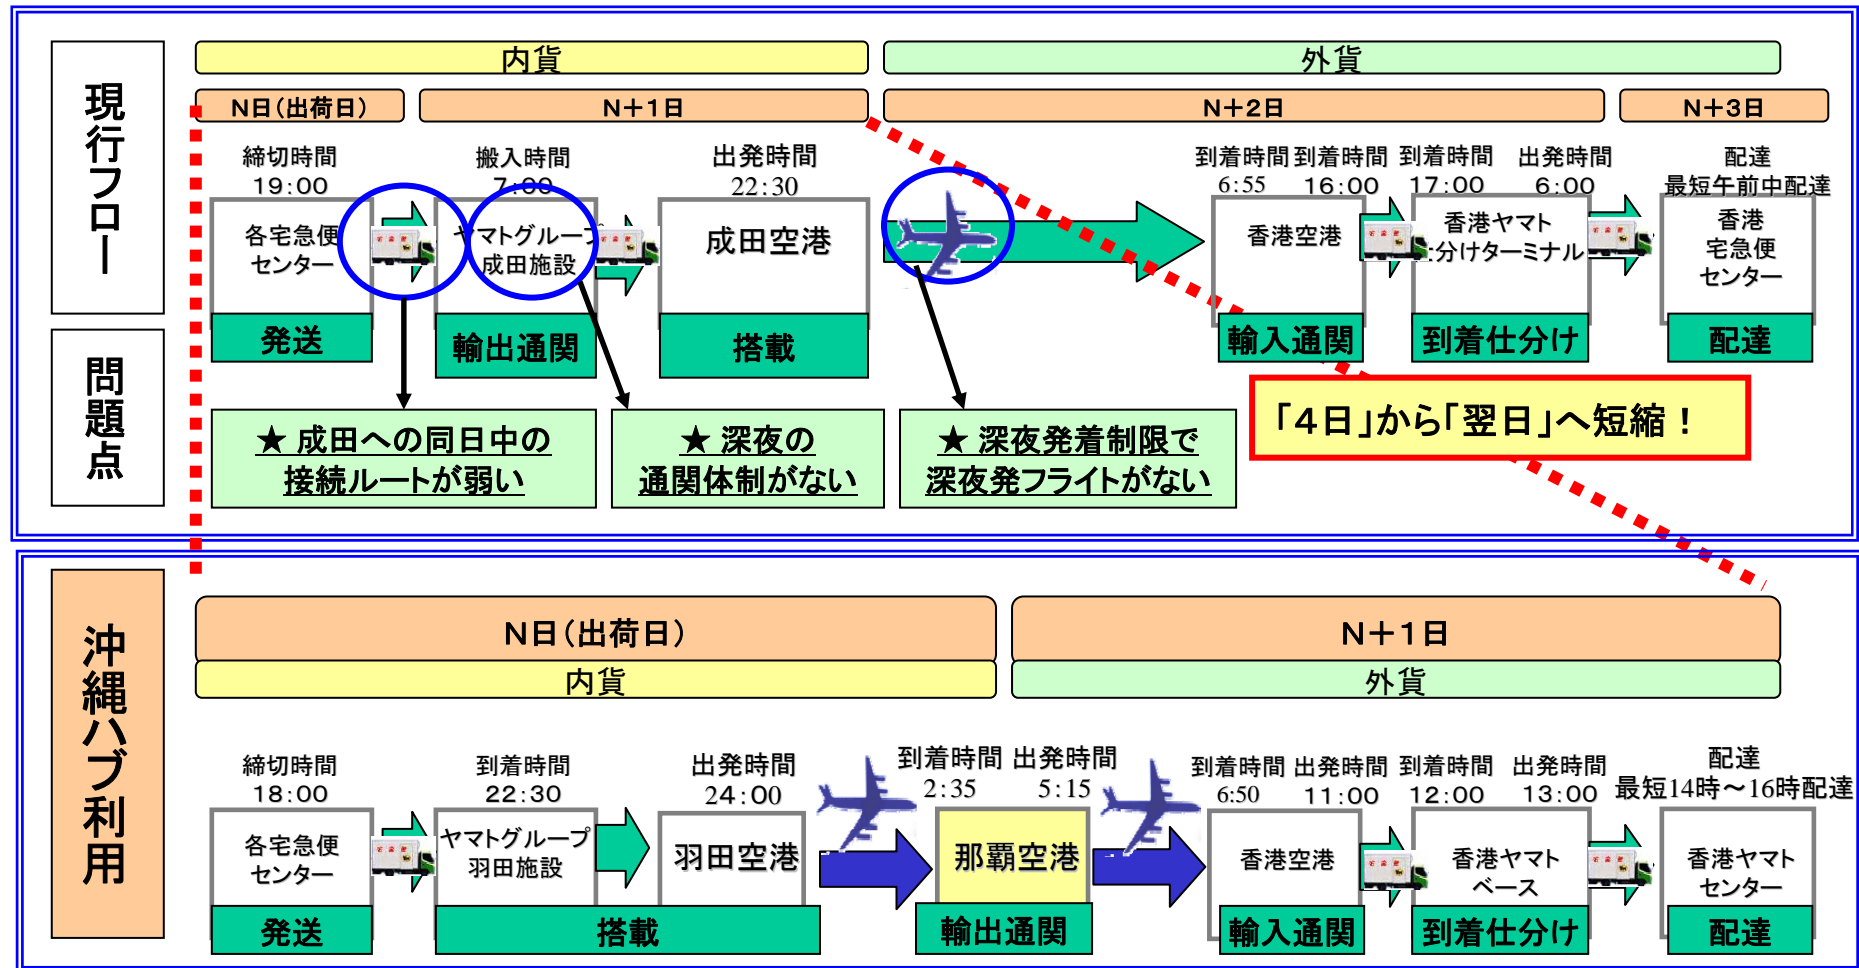 現行フロー
内貨
外貨
N日(出荷日)
N+1日
N+2日
N+3日
締切時間
19:00
搬入時間
7:00
出発時間
22:30
到着時間
6:55
到着時間
16:00
到着時間
17:00
出発時間
6:00
配達
最短午前中配達
各宅急便
センター
ヤマトグループ
成田施設
成田空港
香港空港
香港ヤマト
仕分けターミナル
香港
宅急便
センター
発送
輸出通関
搭載
輸入通関
到着仕分け
配達
問題点
★ 成田への同日中の
接続ルートが弱い
★ 深夜の
通関体制がない
★ 深夜発着制限で
深夜発フライトがない
「4日」から「翌日」へ短縮!
沖縄ハブ利用
N日(出荷日)
N+1日
内貨
外貨
締切時間
18:00
到着時間
22:30
出発時間
24:00
到着時間
2:35
出発時間
5:15
到着時間
6:50
出発時間
11:00
到着時間
12:00
出発時間
13:00
配達
最短14時～16時配達
各宅急便
センター
ヤマトグループ
羽田施設
羽田空港
那覇空港
香港空港
香港ヤマト
ベース
香港ヤマト
センター
発送
搭載
輸出通関
輸入通関
到着仕分け
配達